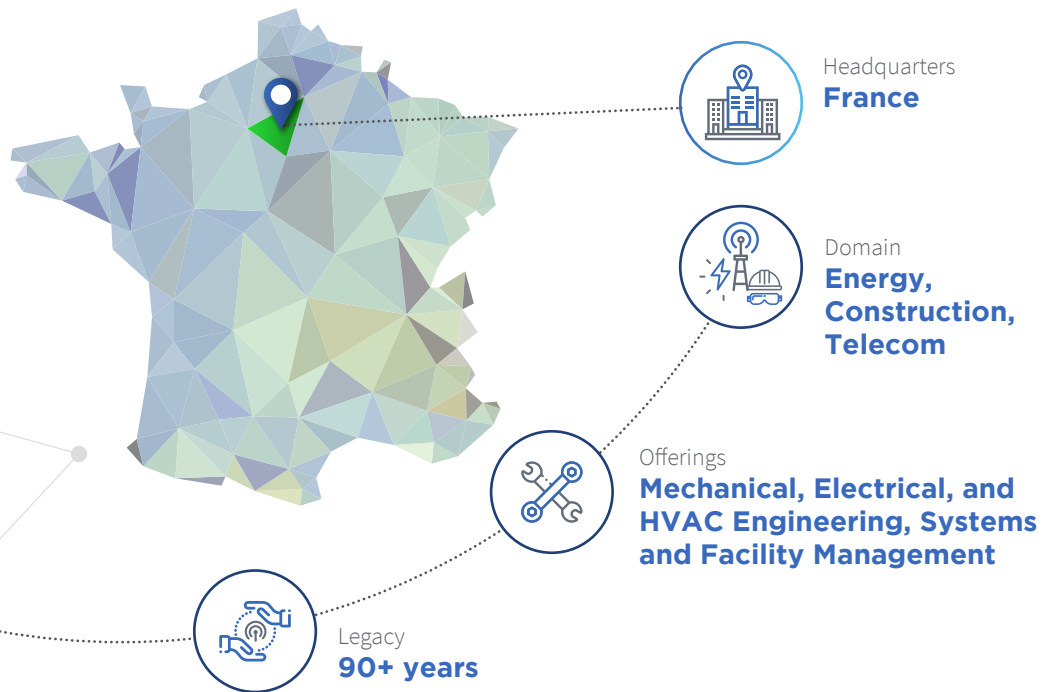 Headquarters
France
Domain
Energy,
Construction,
Telecom
Offerings
Mechanical, Electrical, and
HVAC Engineering, Systems
and Facility Management
Legacy
90+ years